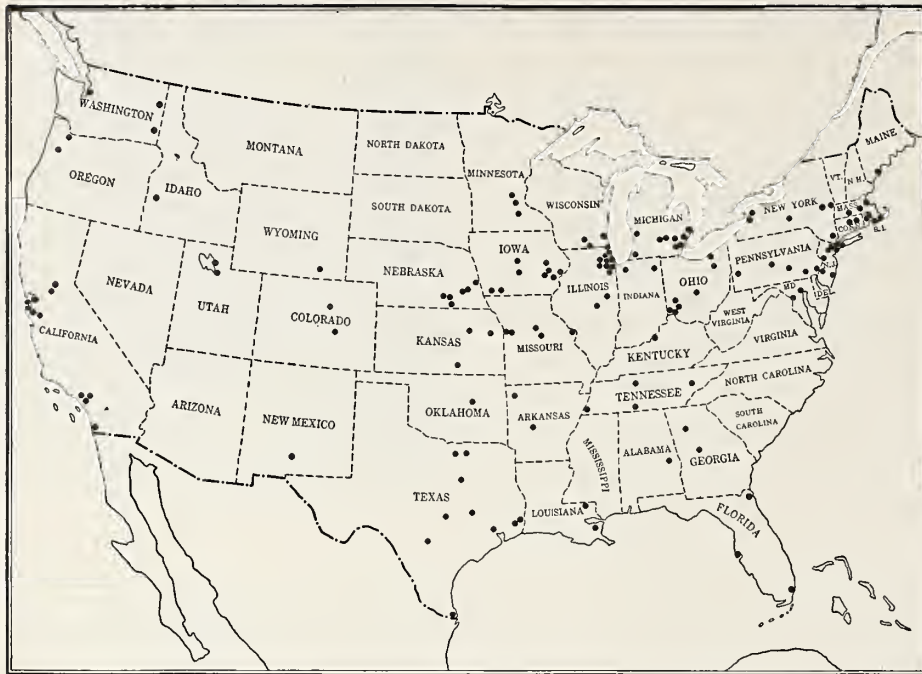 WASHINGTON
MONTANA
NORTH DAKOTA
MINNESOTA
MAINE
VT.
N.H.
OREGON
IDAHO
SOUTH DAKOTA
WISCONSIN
MICHIGAN
NEW YORK
MASS.
CONN.
R.I.
WYOMING
IOWA
PENNSYLVANIA
N.J.
NEBRASKA
NEVADA
UTAH
ILLINOIS
INDIANA
OHIO
MD.
DE
COLORADO
WEST
VIRGINIA
CALIFORNIA
KANSAS
MISSOURI
KENTUCKY
VIRGINIA
NORTH CAROLINA
TENNESSEE
ARIZONA
NEW MEXICO
OKLAHOMA
ARKANSAS
SOUTH
CAROLINA
MISSISSIPPI
ALABAMA
GEORGIA
TEXAS
LOUISIANA
FLORIDA